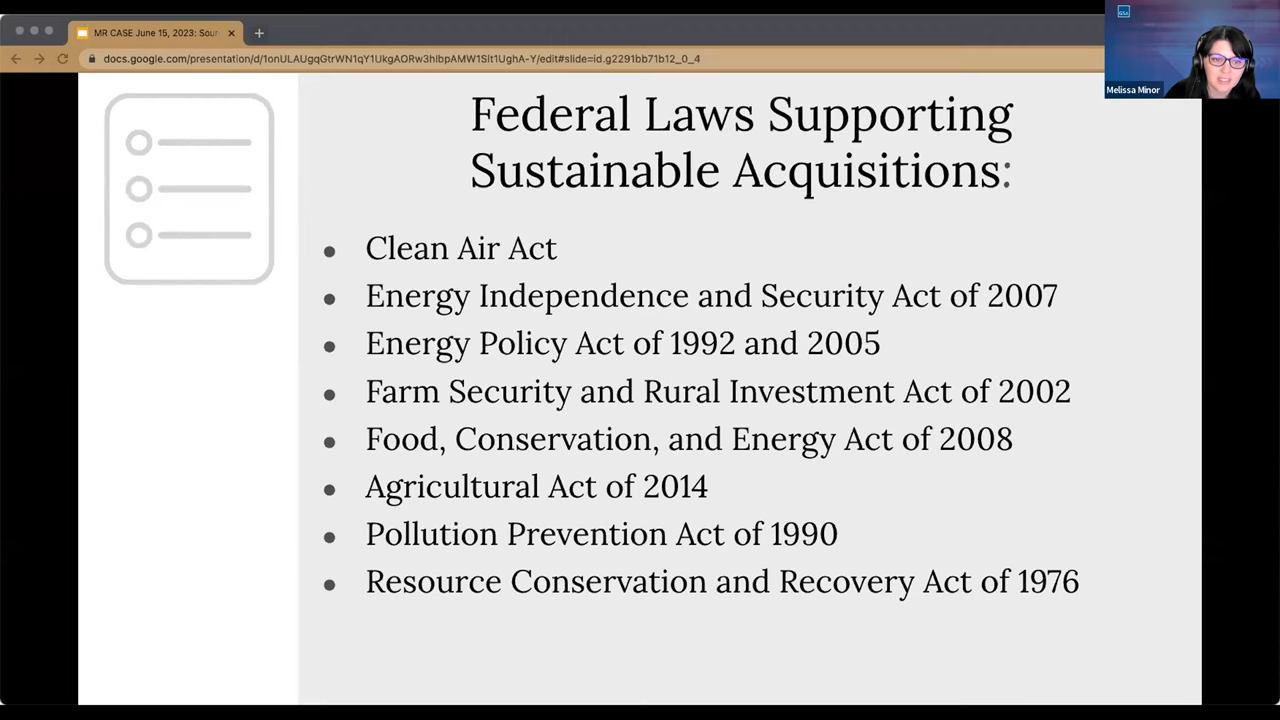 MR CASE June 15, 2023: Sour
docs.google.com/presentation/d/1onULAUgqGtrWN1qY1UkgAORw3hlbpAMW1Slt1UghA-Y/edit#slide=id.g2291bb71b12_0_4
GSA
Melissa Minor
Federal Laws Supporting
Sustainable Acquisitions:
• Clean Air Act
• Energy Independence and Security Act of 2007
• Energy Policy Act of 1992 and 2005
• Farm Security and Rural Investment Act of 2002
• Food, Conservation, and Energy Act of 2008
• Agricultural Act of 2014
• Pollution Prevention Act of 1990
• Resource Conservation and Recovery Act of 1976